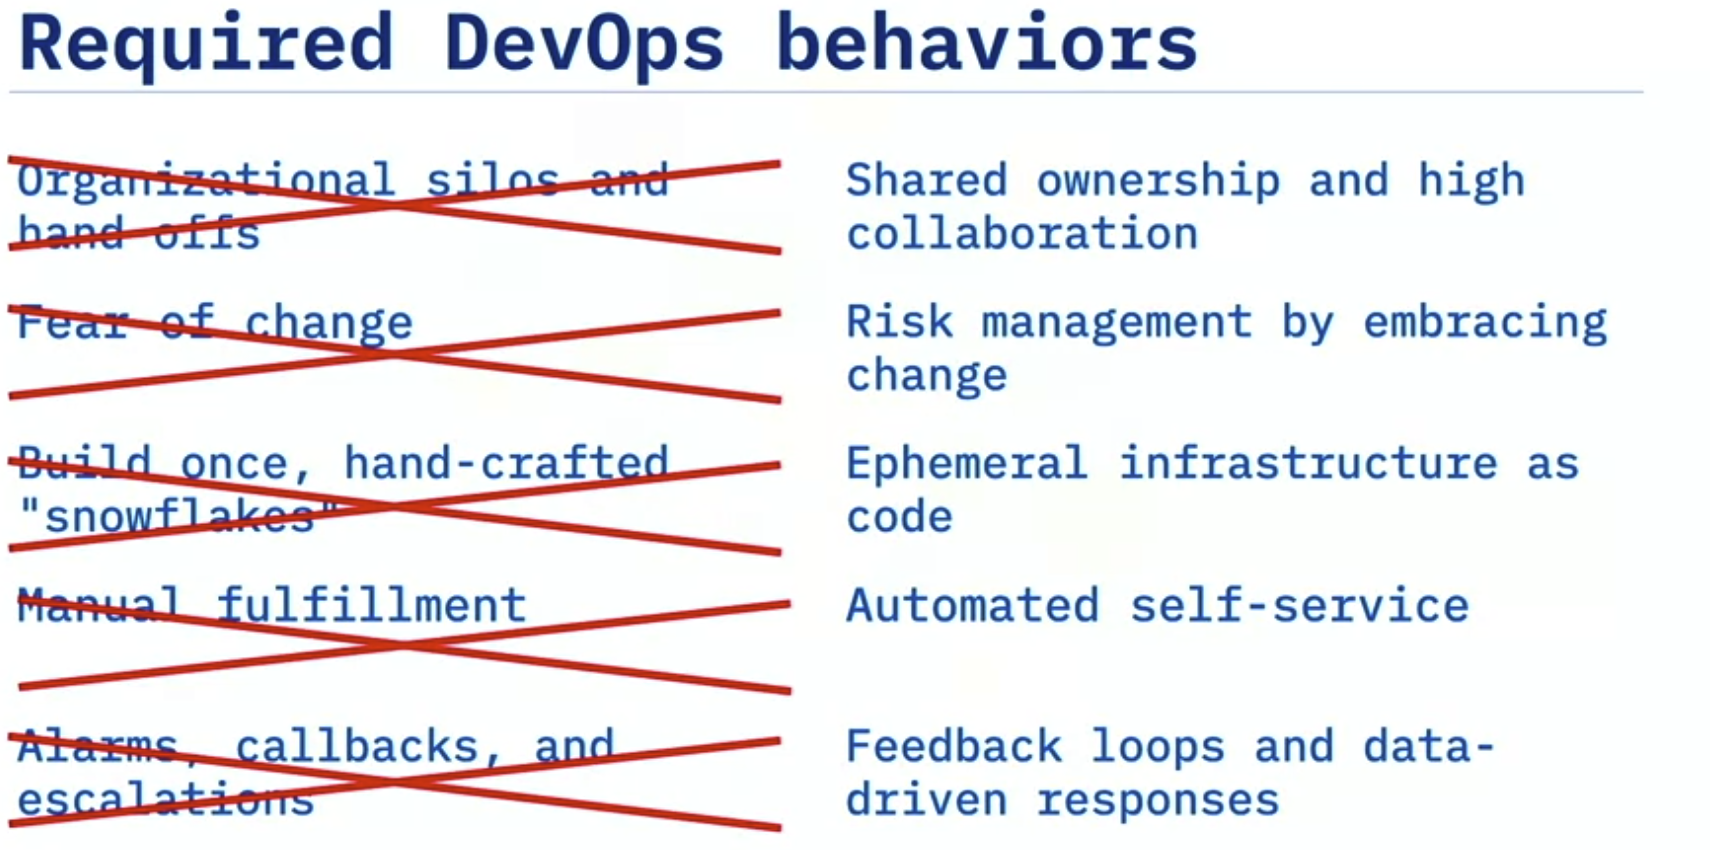 Required DevOps behaviors
Organizational silos and
hand offs
Shared ownership and high
collaboration
Fear of change
Risk management by embracing
change
Build once, hand-crafted
"snowflakes"
Ephemeral infrastructure as
code
Manual fulfillment
Automated self-service
Alarms, callbacks, and
escalations
Feedback loops and data-
driven responses